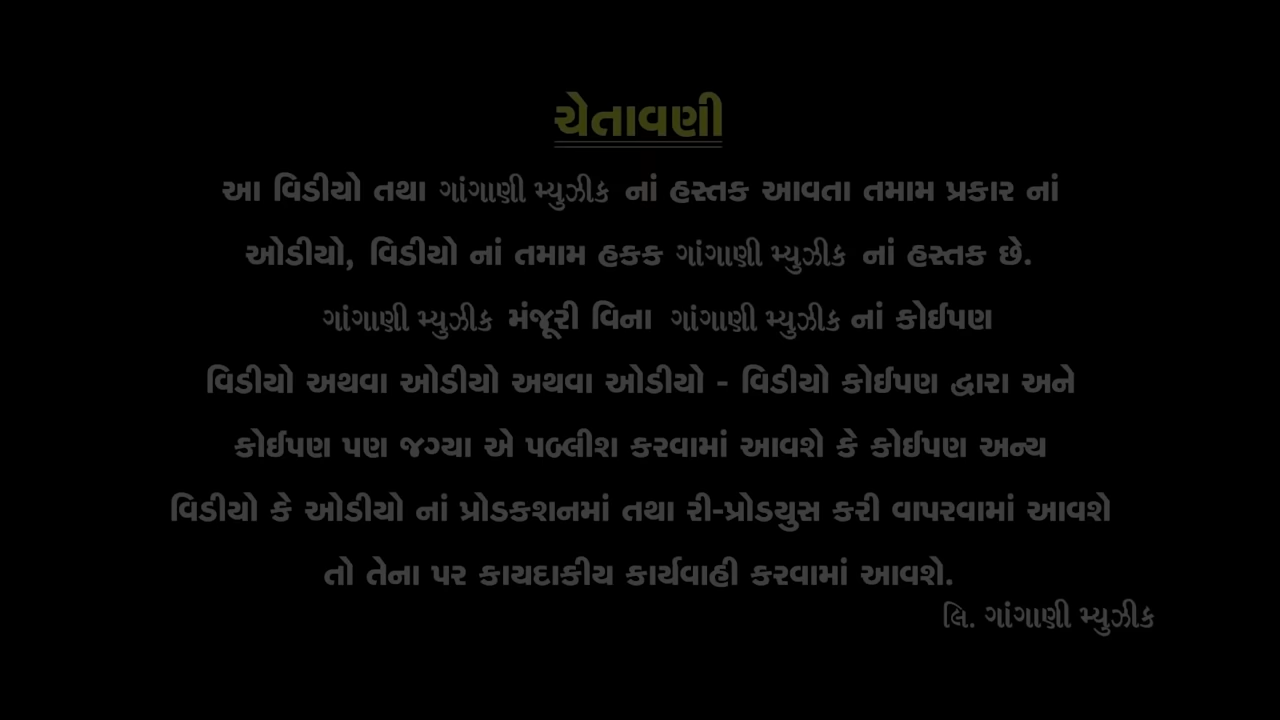 ચેતાવણી
આ વિડીયો તથા ગાંગાણી મ્યુઝીક નાં હસ્તક આવતા તમામ પ્રકાર નાં
ઓડીયો, વિડીયો નાં તમામ હકક ગાંગાણી મ્યુઝીક નાં હસ્તક છે.
ગાંગાણી મ્યુઝીક મંજૂરી વિના ગાંગાણી મ્યુઝીક નાં કોઈપણ
વિડીયો અથવા ઓડીયો અથવા ઓડીયો - વિડીયો કોઈપણ દ્વારા અને
કોઈપણ પણ જગ્યા એ પબ્લીશ કરવામાં આવશે કે કોઈપણ અન્ય
વિડીયો કે ઓડીયો નાં પ્રોડકશનમાં તથા રી-પ્રોડયુસ કરી વાપરવામાં આવશે
તો તેના પર કાયદાકીય કાર્યવાહી કરવામાં આવશે.
લિ. ગાંગાણી મ્યુઝીક